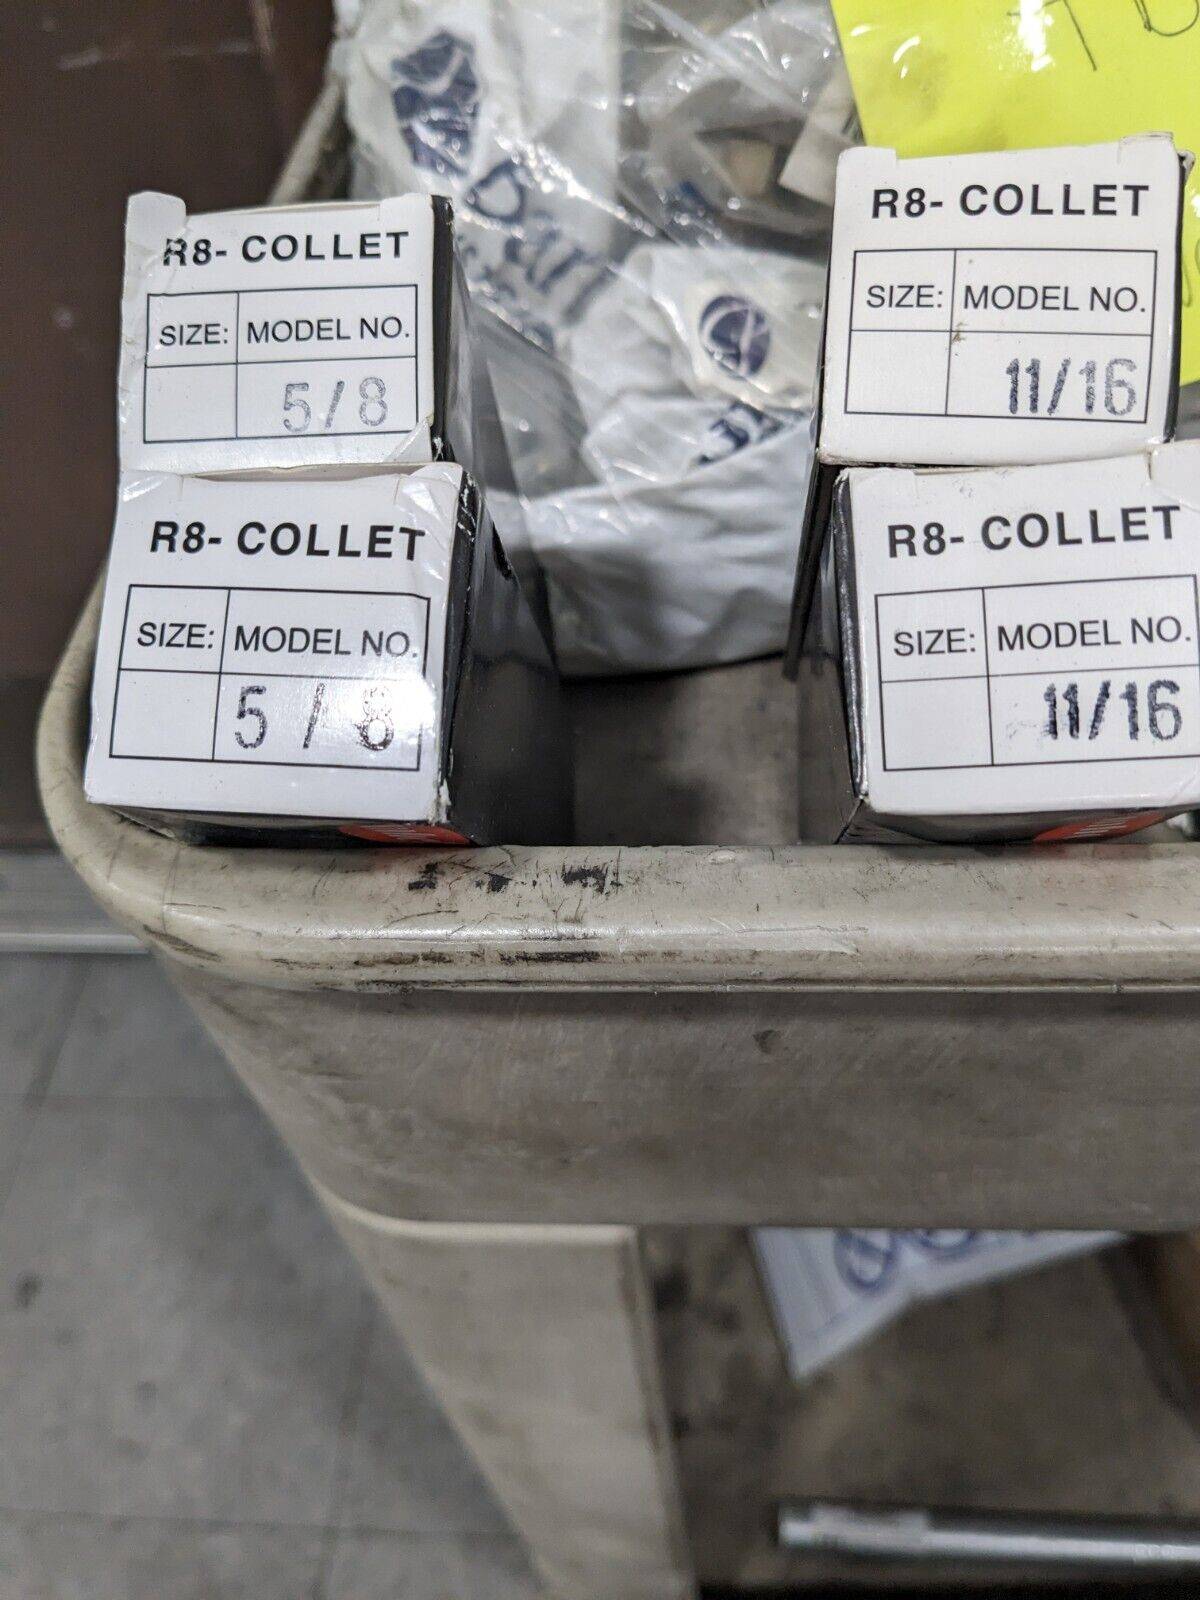 R8- COLLET
SIZE: MODEL NO.
5/8
R8- COLLET
SIZE: MODEL NO.
5/8
R8- COLLET
SIZE: MODEL NO.
11/16
R8- COLLET
SIZE: MODEL NO.
11/16